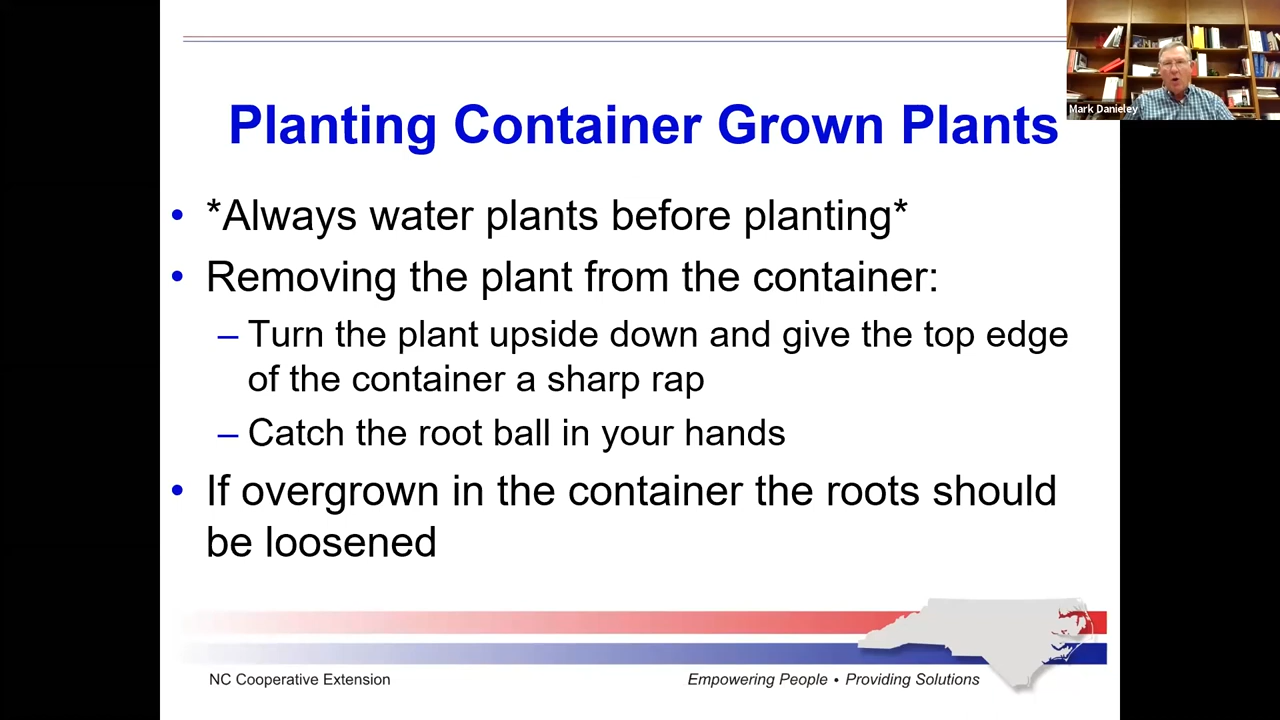 Planting Container Grown Plants
Mark Danieley
• *Always water plants before planting*
• Removing the plant from the container:
– Turn the plant upside down and give the top edge
of the container a sharp rap
– Catch the root ball in your hands
• If overgrown in the container the roots should
be loosened
NC Cooperative Extension
Empowering People • Providing Solutions